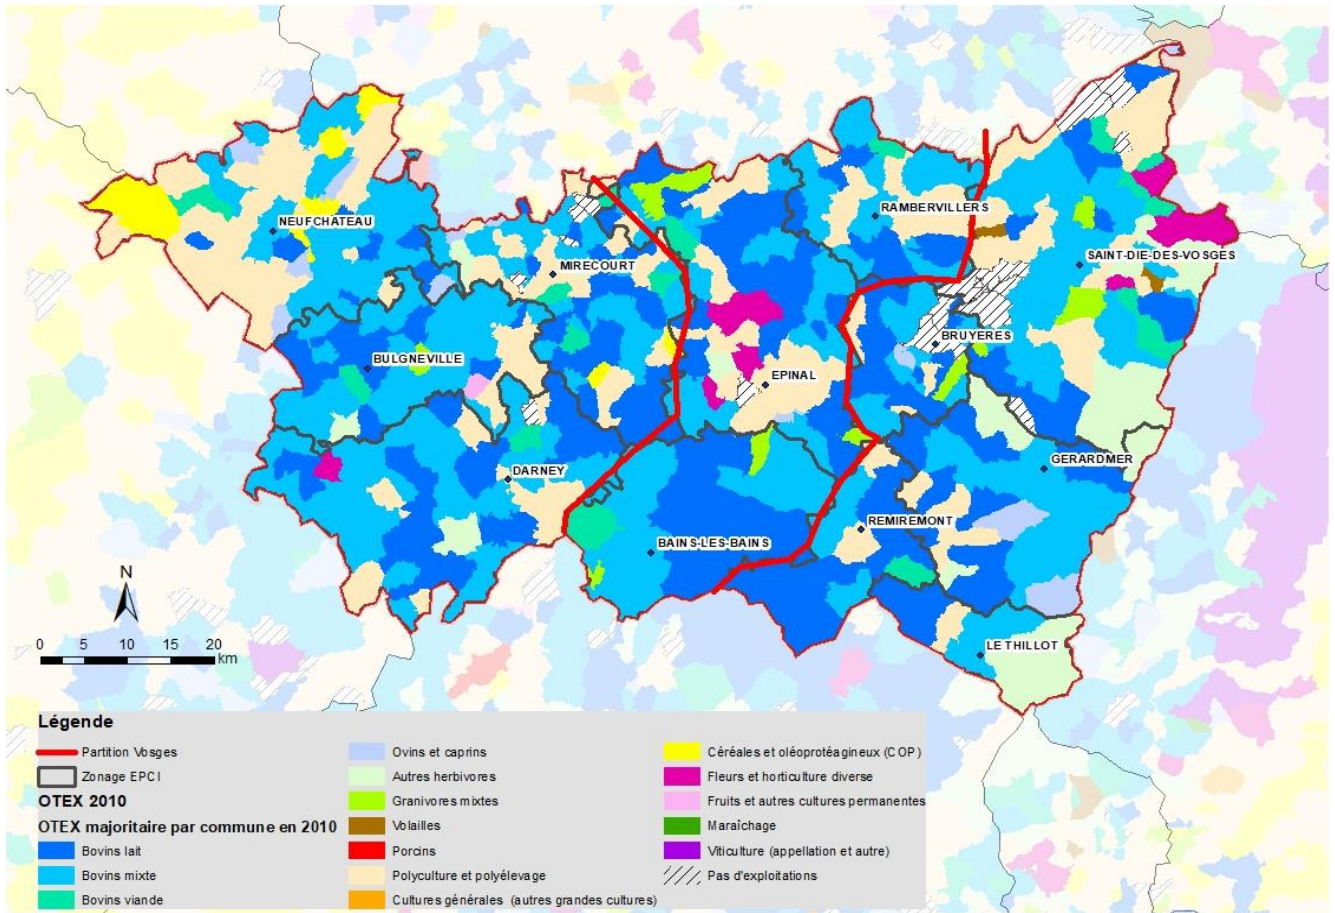 RAMBERVILLERS
NEUFCHATEAU
SAINT-DIE-DES-VOSGES
MIRECOURT
BRUYERES
BULGNEVILLE
EPINAL
GERARDMER
DARNEY
REMIREMONT
BAINS-LES-BAINS
LE THILLOT
N
0 5 10 15 20
km
Légende
Partition Vosges
Zonage EPCI
OTEX 2010
OTEX majoritaire par commune en 2010
Bovins lait
Bovins mixte
Bovins viande
Ovins et caprins
Autres herbivores
Granivores mixtes
Volailles
Porcins
Polyculture et polyélevage
Cultures générales (autres grandes cultures)
Céréales et oléoprotéagineux (COP)
Fleurs et horticulture diverse
Fruits et autres cultures permanentes
Maraîchage
Viticulture (appellation et autre)
Pas d'exploitations